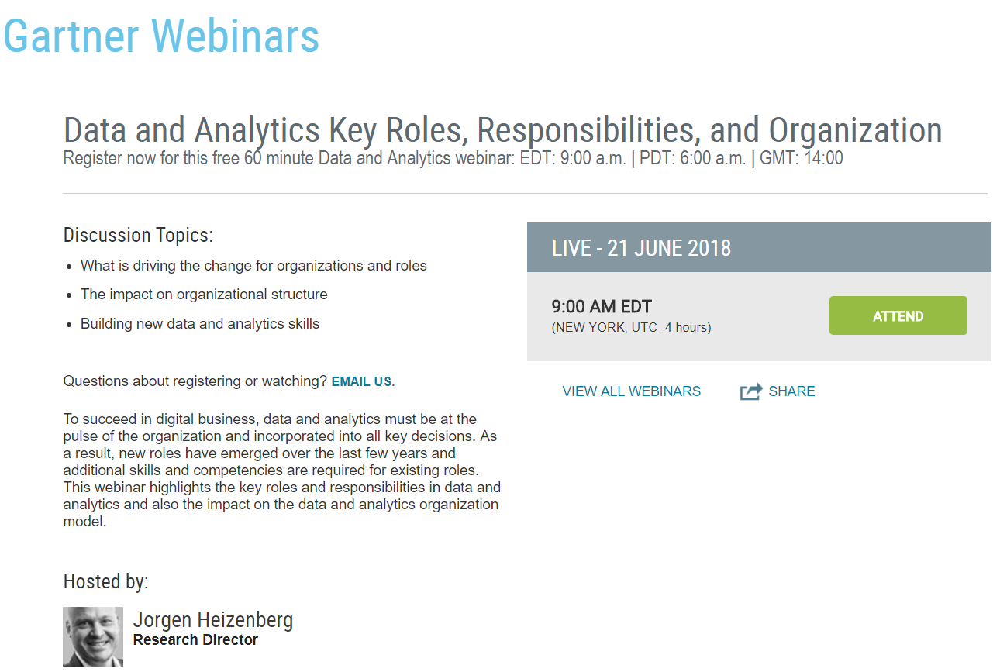 Gartner Webinars
Data and Analytics Key Roles, Responsibilities, and Organization
Register now for this free 60 minute Data and Analytics webinar: EDT: 9:00 a.m. | PDT: 6:00 a.m. | GMT: 14:00
Discussion Topics:
• What is driving the change for organizations and roles
• The impact on organizational structure
• Building new data and analytics skills
Questions about registering or watching? EMAIL US.
To succeed in digital business, data and analytics must be at the
pulse of the organization and incorporated into all key decisions. As
a result, new roles have emerged over the last few years and
additional skills and competencies are required for existing roles.
This webinar highlights the key roles and responsibilities in data and
analytics and also the impact on the data and analytics organization
model.
Hosted by:
Jorgen Heizenberg
Research Director
LIVE - 21 JUNE 2018
9:00 AM EDT
(NEW YORK, UTC -4 hours)
ATTEND
VIEW ALL WEBINARS
SHARE